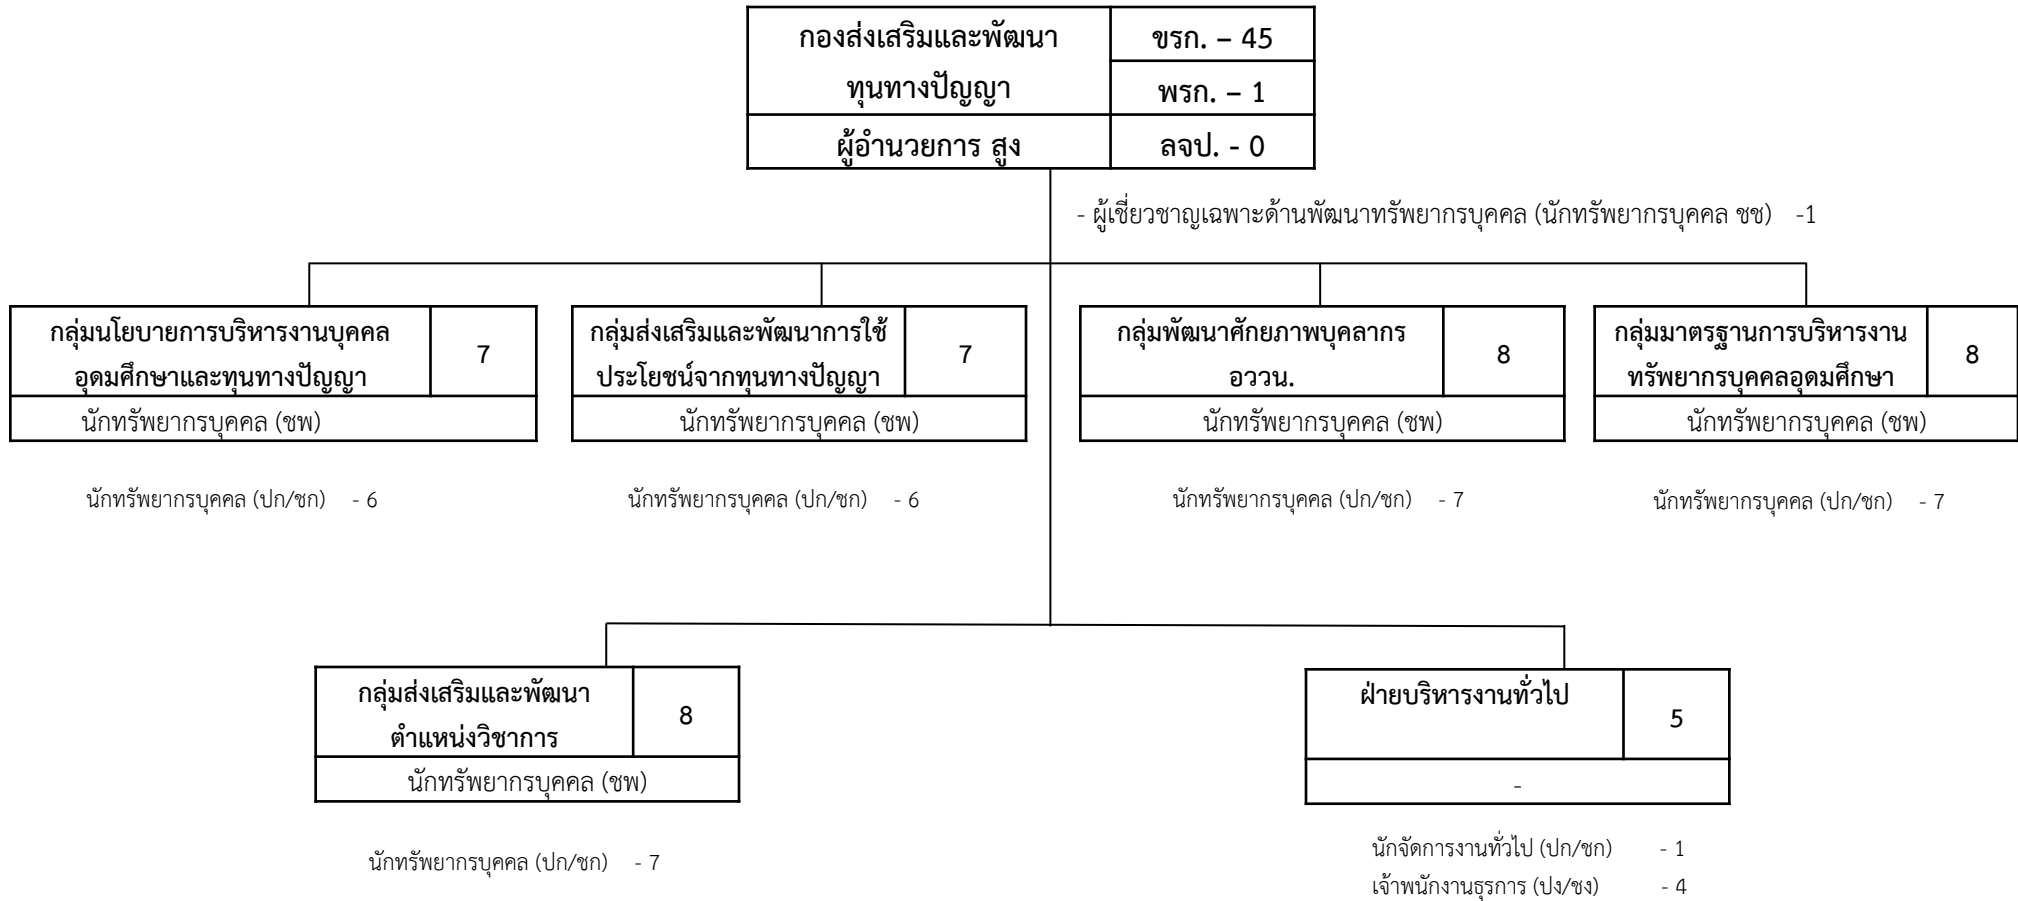 กองส่งเสริมและพัฒนา
ทุนทางปัญญา
ขรก. – 45
พรก. – 1
ผู้อำนวยการ สูง
ลจป. - 0
- ผู้เชี่ยวชาญเฉพาะด้านพัฒนาทรัพยากรบุคคล (นักทรัพยากรบุคคล ชช) -1
กลุ่มนโยบายการบริหารงานบุคคล
อุดมศึกษาและทุนทางปัญญา
7
นักทรัพยากรบุคคล (ชพ)
นักทรัพยากรบุคคล (ปก/ชก) - 6
กลุ่มส่งเสริมและพัฒนาการใช้
ประโยชน์จากทุนทางปัญญา
7
นักทรัพยากรบุคคล (ชพ)
นักทรัพยากรบุคคล (ปก/ชก) - 6
กลุ่มพัฒนาศักยภาพบุคลากร
อววน.
8
นักทรัพยากรบุคคล (ชพ)
นักทรัพยากรบุคคล (ปก/ชก) - 7
กลุ่มมาตรฐานการบริหารงาน
ทรัพยากรบุคคลอุดมศึกษา
8
นักทรัพยากรบุคคล (ชพ)
นักทรัพยากรบุคคล (ปก/ชก) - 7
กลุ่มส่งเสริมและพัฒนา
ตำแหน่งวิชาการ
8
นักทรัพยากรบุคคล (ชพ)
นักทรัพยากรบุคคล (ปก/ชก) - 7
ฝ่ายบริหารงานทั่วไป
5
-
นักจัดการงานทั่วไป (ปก/ชก) - 1
เจ้าพนักงานธุรการ (ปง/ชง) - 4